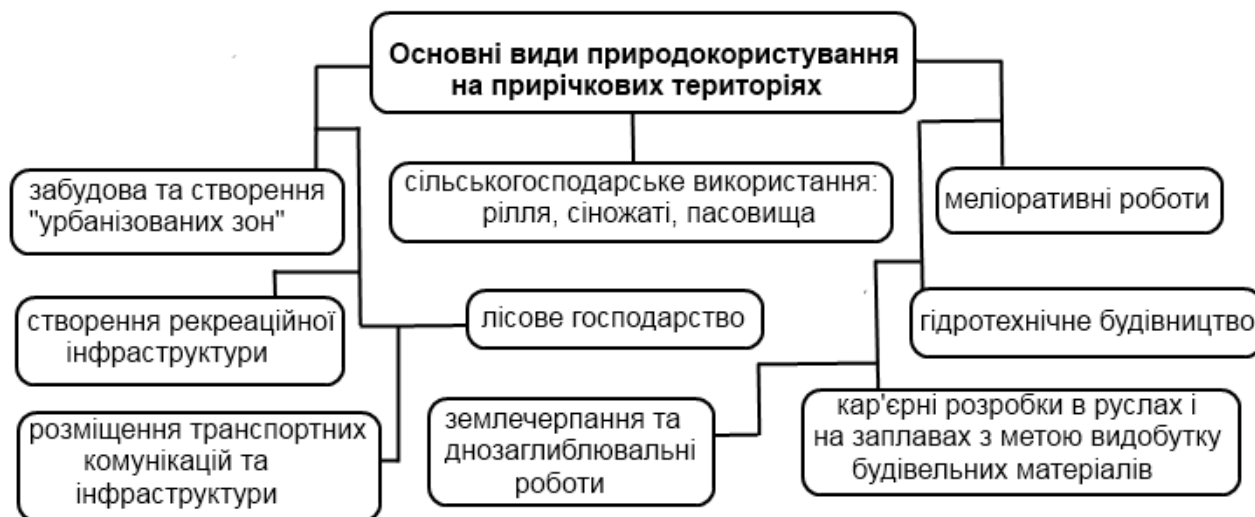 Основні види природокористування
на прирічкових територіях
забудова та створення
"урбанізованих зон"
сільськогосподарське використання:
рілля, сіножаті, пасовища
меліоративні роботи
створення рекреаційної
інфраструктури
лісове господарство
гідротехнічне будівництво
розміщення транспортних
комунікацій та
інфраструктури
землечерпання та
днозаглиблювальні
роботи
кар'єрні розробки в руслах і
на заплавах з метою видобутку
будівельних матеріалів